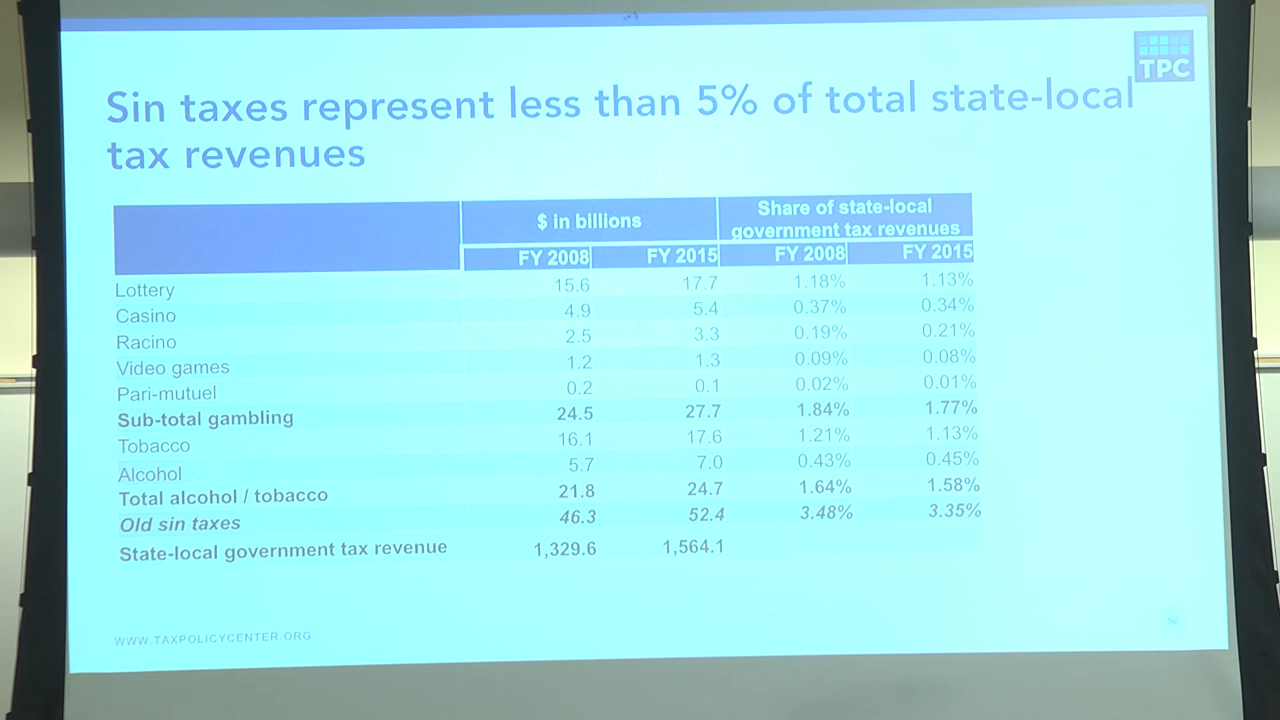 TPC
Sin taxes represent less than 5% of total state-local
tax revenues
$ in billions Share of state-local
government tax revenues
FY 2008 FY 2015 FY 2008 FY 2015
Lottery 15.6 17.7 1.18% 1.13%
Casino 4.9 5.4 0.37% 0.34%
Racino 2.5 3.3 0.19% 0.21%
Video games 1.2 1.3 0.09% 0.08%
Pari-mutuel 0.2 0.1 0.02% 0.01%
Sub-total gambling 24.5 27.7 1.84% 1.77%
Tobacco 16.1 17.6 1.21% 1.13%
Alcohol 5.7 7.0 0.43% 0.45%
Total alcohol / tobacco 21.8 24.7 1.64% 1.58%
Old sin taxes 46.3 52.4 3.48% 3.35%
State-local government tax revenue 1,329.6 1,564.1
WWW.TAXPOLICYCENTER.ORG